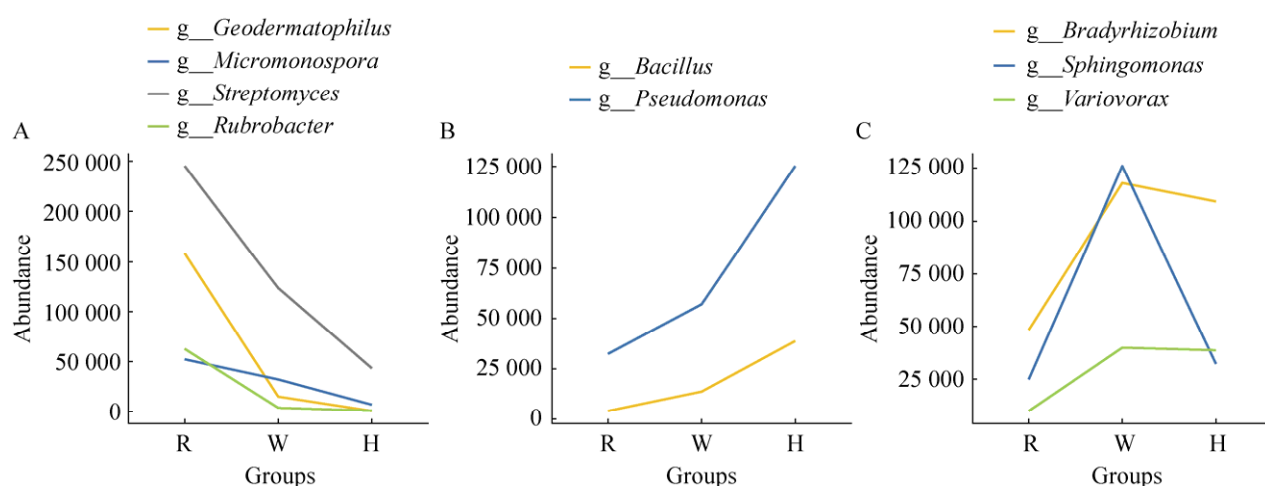 g__Geodermatophilus
g__Micromonospora
g__Streptomyces
g__Rubrobacter
A
250 000
200 000
150 000
100 000
50 000
0
Abundance
R W H
Groups
g__Bacillus
g__Pseudomonas
B
125 000
100 000
75 000
50 000
25 000
0
Abundance
R W H
Groups
g__Bradyrhizobium
g__Sphingomonas
g__Variovorax
C
125 000
100 000
75 000
50 000
25 000
Abundance
R W H
Groups